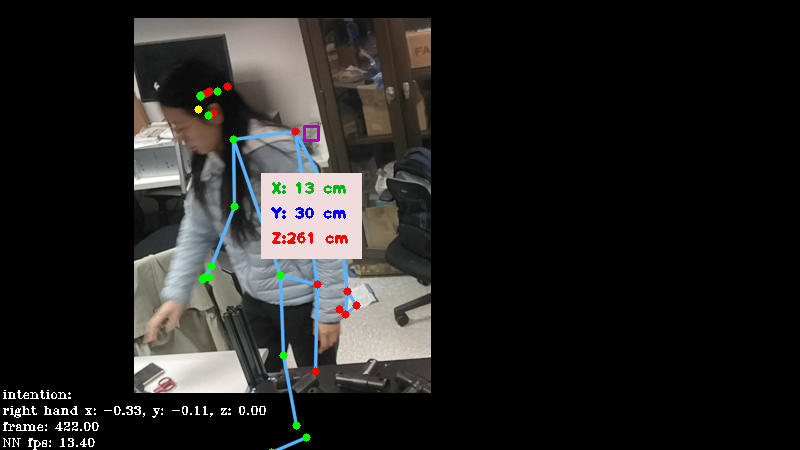 FA
X: 13 cm
Y: 30 cm
Z:261 cm
intention:
right hand x: -0.33, y: -0.11, z: 0.00
frame: 422.00
NN fps: 13.40